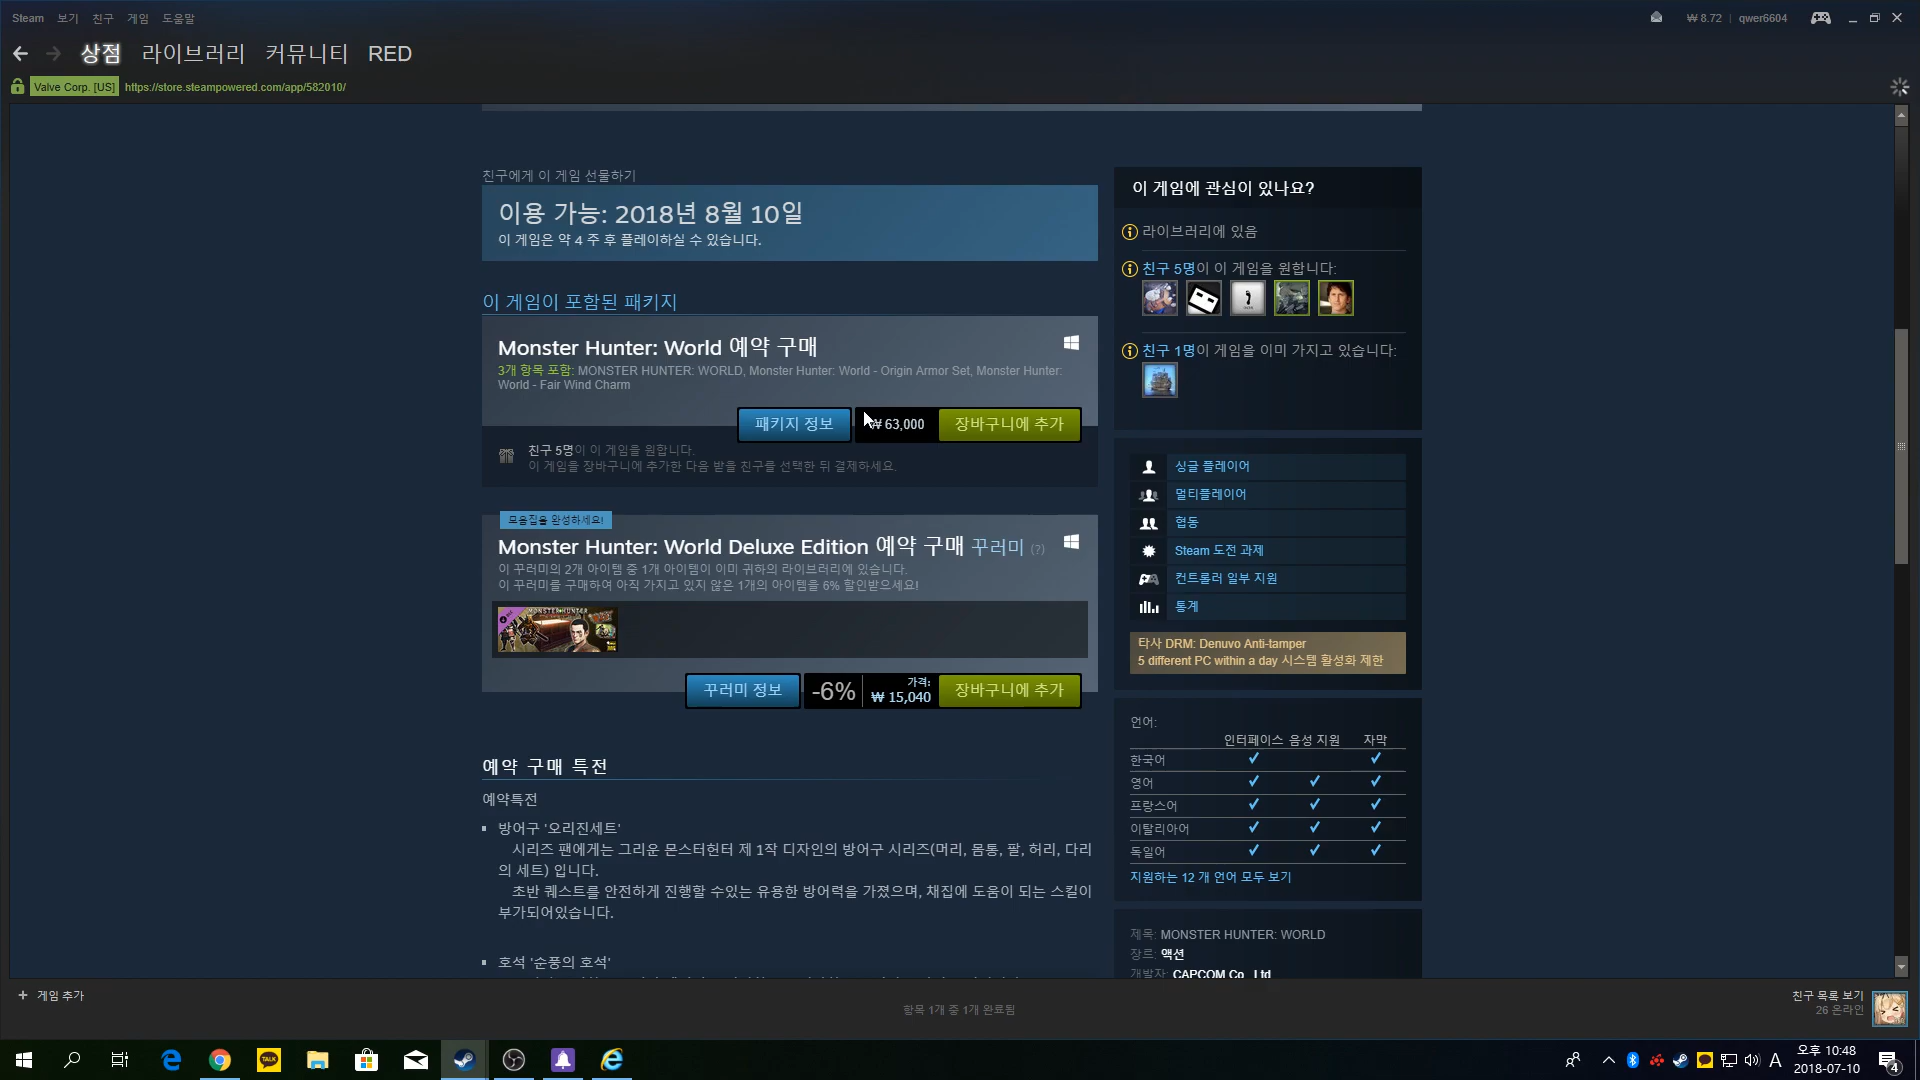 Steam 보기 친구 게임 도움말
₩ 8.72 | qwer6604
상점 라이브러리 커뮤니티 RED
Valve Corp. [US] https://store.steampowered.com/app/582010/
친구에게 이 게임 선물하기
이용 가능: 2018년 8월 10일
이 게임은 약 4 주 후 플레이하실 수 있습니다.
이 게임이 포함된 패키지
Monster Hunter: World 예약 구매
3개 항목 포함: MONSTER HUNTER: WORLD, Monster Hunter: World - Origin Armor Set, Monster Hunter:
World - Fair Wind Charm
패키지 정보 ₩ 63,000 장바구니에 추가
친구 5명이 이 게임을 원합니다.
이 게임을 장바구니에 추가한 다음 받을 친구를 선택한 뒤 결제하세요.
모음집을 완성하세요!
Monster Hunter: World Deluxe Edition 예약 구매 꾸러미 (?)
이 꾸러미의 2개 아이템 중 1개 아이템이 이미 귀하의 라이브러리에 있습니다.
이 꾸러미를 구매하여 아직 가지고 있지 않은 1개의 아이템을 6% 할인받으세요!
MONSTER HUNTER
꾸러미 정보 -6% 가격: ₩ 15,040 장바구니에 추가
예약 구매 특전
예약특전
▪ 방어구 '오리진세트'
시리즈 팬에게는 그리운 몬스터헌터 제 1작 디자인의 방어구 시리즈(머리, 몸통, 팔, 허리, 다리
의 세트) 입니다.
초반 퀘스트를 안전하게 진행할 수있는 유용한 방어력을 가졌으며, 채집에 도움이 되는 스킬이
부가되어있습니다.
▪ 호석 '순풍의 호석'
이 게임에 관심이 있나요?
라이브러리에 있음
친구 5명이 이 게임을 원합니다:
친구 1명이 게임을 이미 가지고 있습니다:
싱글 플레이어
멀티플레이어
협동
Steam 도전 과제
컨트롤러 일부 지원
통계
타사 DRM: Denuvo Anti-tamper
5 different PC within a day 시스템 활성화 제한
언어:
인터페이스 음성 지원 자막
한국어 ✓ ✓
영어 ✓ ✓ ✓
프랑스어 ✓ ✓ ✓
이탈리아어 ✓ ✓ ✓
독일어 ✓ ✓ ✓
지원하는 12 개 언어 모두 보기
제목: MONSTER HUNTER: WORLD
장르: 액션
개발자: CAPCOM Co., Ltd.
+ 게임 추가
항목 1개 중 1개 완료됨
친구 목록 보기
26 온라인
TALK
A 오후 10:48
2018-07-10
4